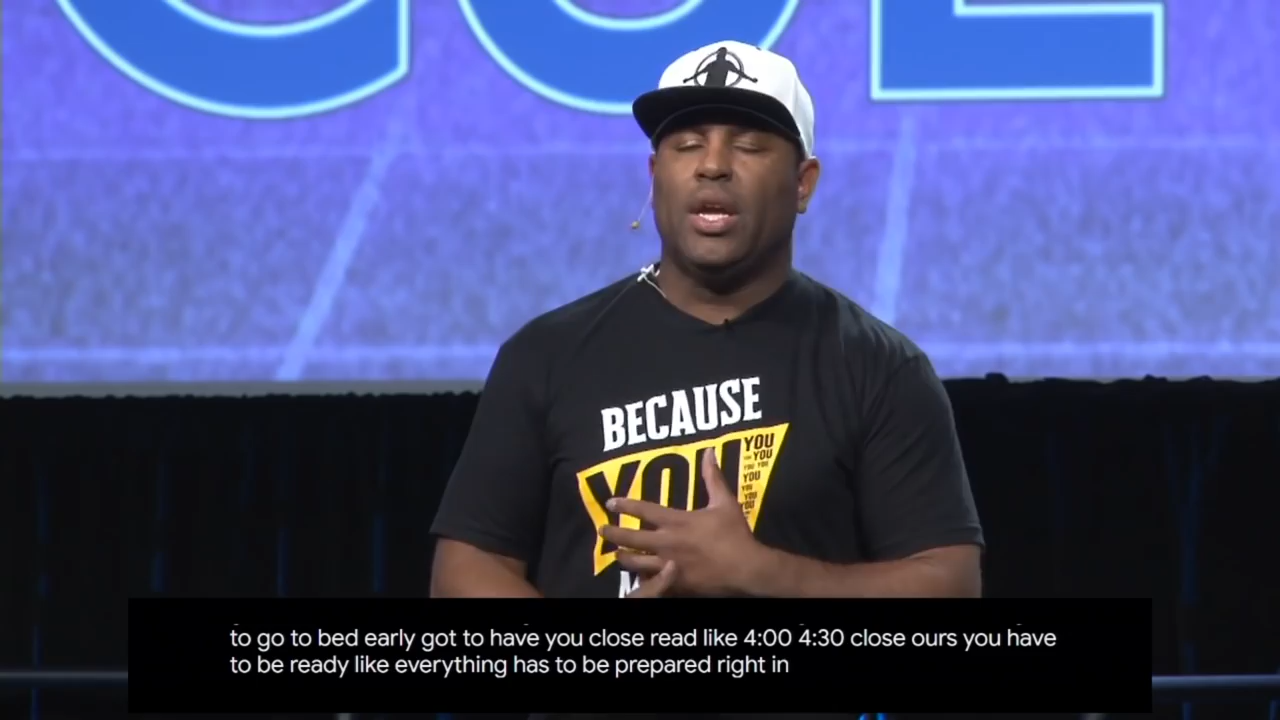 BECAUSE
YOU
YOU
YOU
YOU YOU
YOU
YOU
YOU
YOU
to go to bed early got to have you close read like 4:00 4:30 close ours you have
to be ready like everything has to be prepared right in